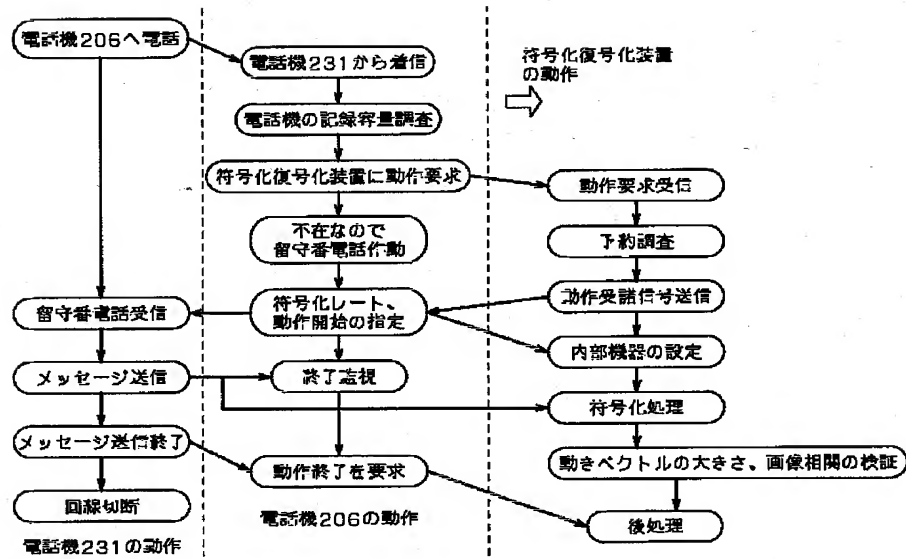 電話機206へ電話
留守番電話受信
メッセージ送信
メッセージ送信終了
回線切断
電話機231の動作
電話機231から着信
電話機の記録容量調査
符号化復号化装置に動作要求
不在なので
留守番電話作動
符号化レート、
動作開始の指定
終了監視
動作終了を要求
電話機206の動作
符号化復号化装置
の動作
動作要求受信
予約調査
動作受諾信号送信
内部機器の設定
符号化処理
動きベクトルの大きさ、画像相関の検証
後処理